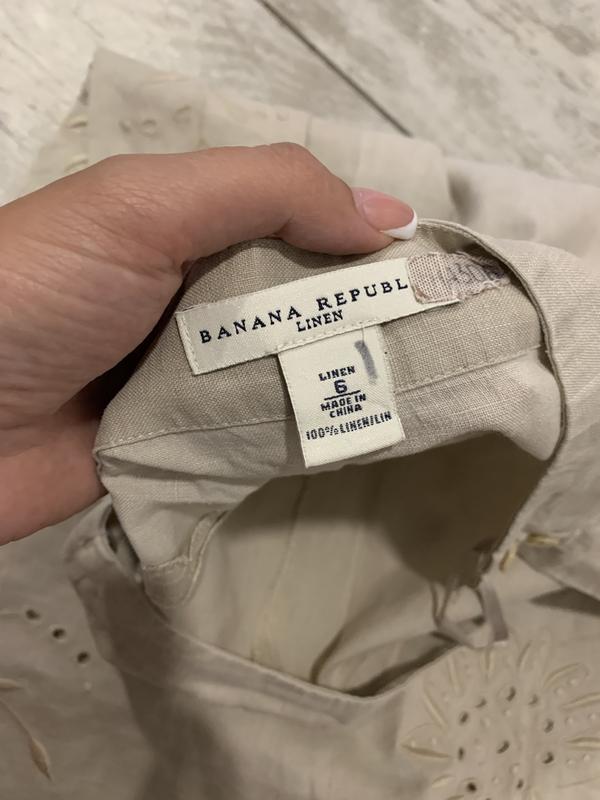 BANANA REPUBL
LINEN
LINEN
6
MADE IN
CHINA
100% LINEN/LIN